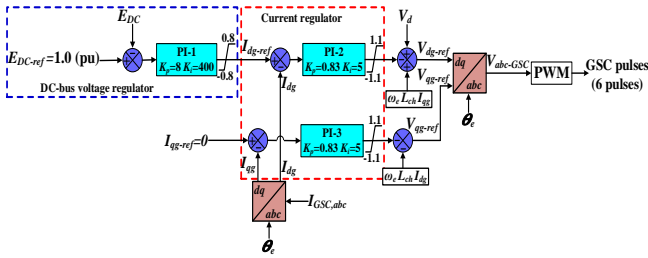 E_DC
E_DC-ref=1.0 (pu)
PI-1
K_p=8 K_i=400
0.8
-0.8
DC-bus voltage regulator
Current regulator
I_dg-ref
I_dg
PI-2
K_p=0.83 K_i=5
1.1
-1.1
V_d
V_dg-ref
V_qg-ref
ω_e L_ch I_qg
dq
abc
θ_e
V_abc-GSC
PWM
GSC pulses
(6 pulses)
I_qg-ref=0
I_qg
I_dg
PI-3
K_p=0.83 K_i=5
1.1
-1.1
V_qg-ref
ω_e L_ch I_dg
dq
abc
I_GSC,abc
θ_e